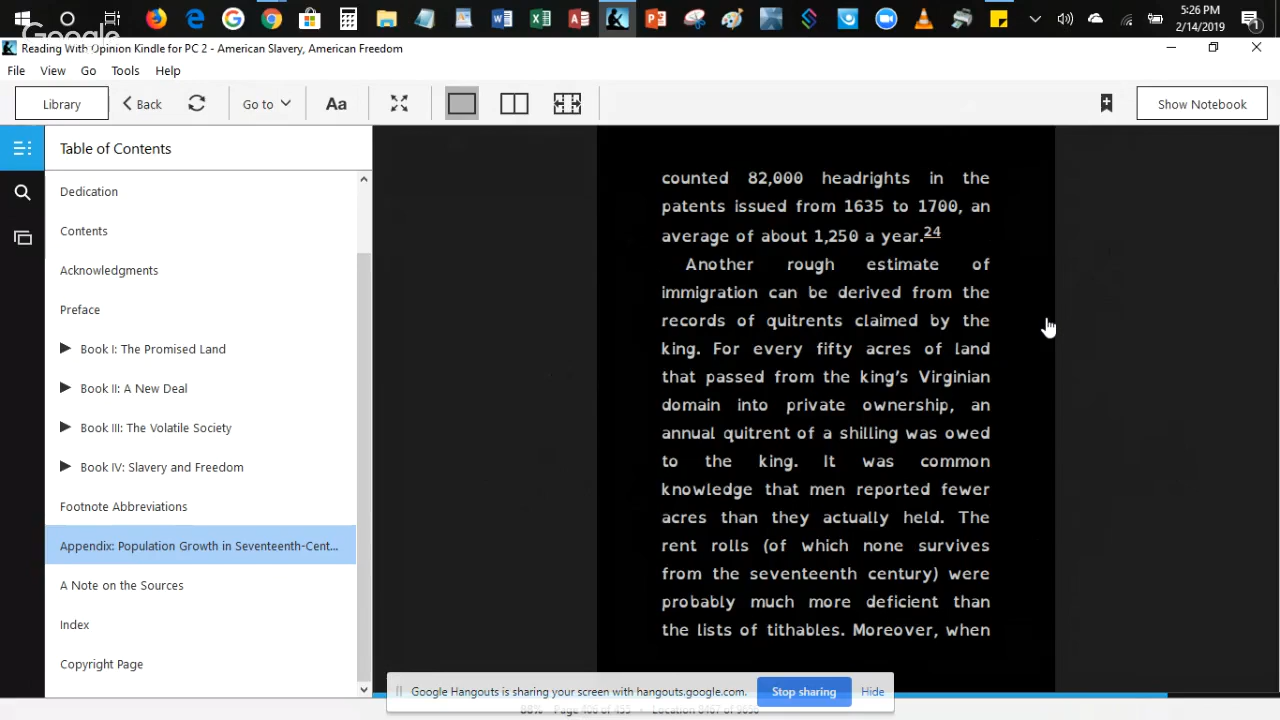 5:26 PM
2/14/2019
1
Google
Reading With Opinion Kindle for PC 2 - American Slavery, American Freedom
File View Go Tools Help
Library Back Go to Aa Show Notebook
Table of Contents
Dedication
Contents
Acknowledgments
Preface
Book I: The Promised Land
Book II: A New Deal
Book III: The Volatile Society
Book IV: Slavery and Freedom
Footnote Abbreviations
Appendix: Population Growth in Seventeenth-Cent...
A Note on the Sources
Index
Copyright Page
counted 82,000 headrights in the
patents issued from 1635 to 1700, an
average of about 1,250 a year.24
Another rough estimate of
immigration can be derived from the
records of quitrents claimed by the
king. For every fifty acres of land
that passed from the king's Virginian
domain into private ownership, an
annual quitrent of a shilling was owed
to the king. It was common
knowledge that men reported fewer
acres than they actually held. The
rent rolls (of which none survives
from the seventeenth century) were
probably much more deficient than
the lists of tithables. Moreover, when
Google Hangouts is sharing your screen with hangouts.google.com. Stop sharing Hide